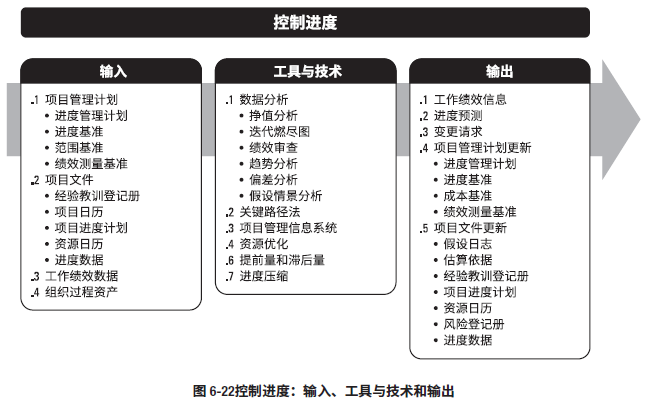 控制进度
输入
.1 项目管理计划
• 进度管理计划
• 进度基准
• 范围基准
• 绩效测量基准
.2 项目文件
• 经验教训登记册
• 项目日历
• 项目进度计划
• 资源日历
• 进度数据
.3 工作绩效数据
.4 组织过程资产
工具与技术
.1 数据分析
• 挣值分析
• 迭代燃尽图
• 绩效审查
• 趋势分析
• 偏差分析
• 假设情景分析
.2 关键路径法
.3 项目管理信息系统
.4 资源优化
.6 提前量和滞后量
.7 进度压缩
输出
.1 工作绩效信息
.2 进度预测
.3 变更请求
.4 项目管理计划更新
• 进度管理计划
• 进度基准
• 成本基准
• 绩效测量基准
.5 项目文件更新
• 假设日志
• 估算依据
• 经验教训登记册
• 项目进度计划
• 资源日历
• 风险登记册
• 进度数据
图 6-22控制进度：输入、工具与技术和输出